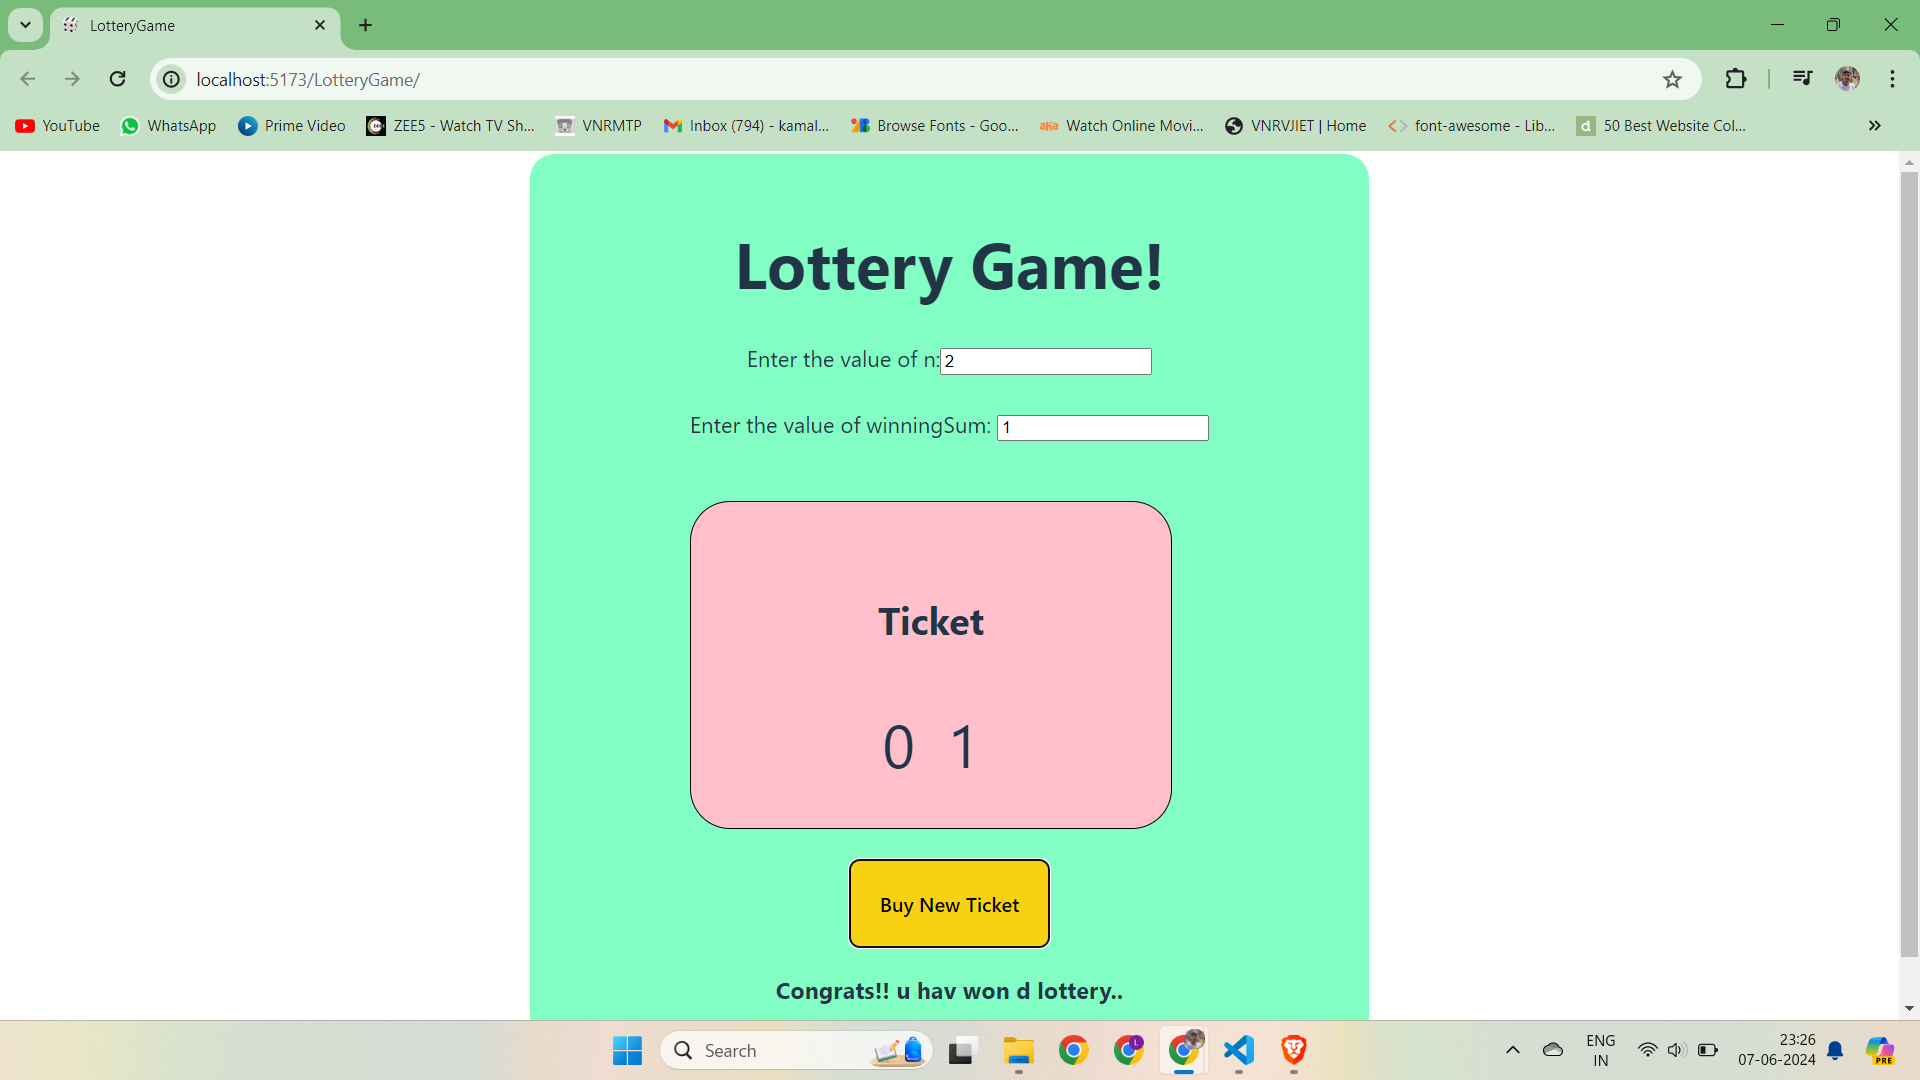 LotteryGame
localhost:5173/LotteryGame/
YouTube WhatsApp Prime Video ZEE5 - Watch TV Sh... VNRMTP Inbox (794) - kamal... Browse Fonts - Goo... aha Watch Online Movi... VNRVJIET | Home font-awesome - Lib... d 50 Best Website Col...
Lottery Game!
Enter the value of n: 2
Enter the value of winningSum: 1
Ticket
0 1
Buy New Ticket
Congrats!! u hav won d lottery..
Search
L
ENG
IN
23:26
07-06-2024
PRE